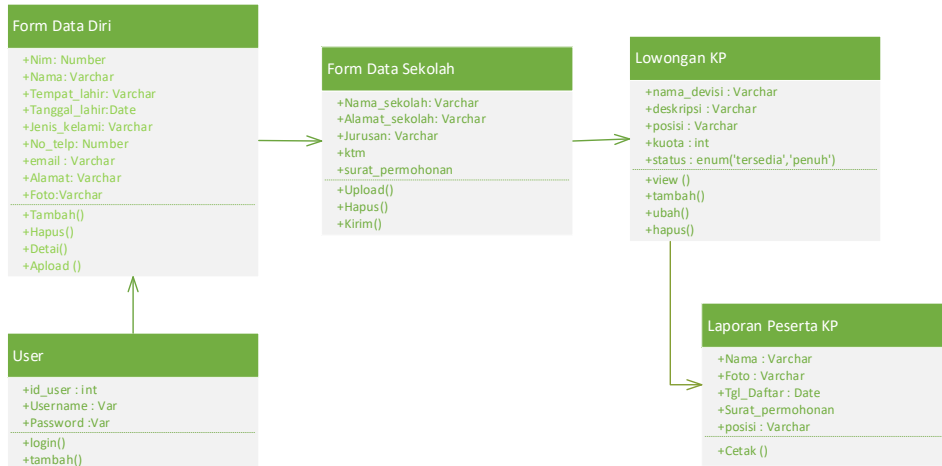 Form Data Diri
+Nim: Number
+Nama: Varchar
+Tempat_lahir: Varchar
+Tanggal_lahir:Date
+Jenis_kelami: Varchar
+No_telp: Number
+email : Varchar
+Alamat: Varchar
+Foto:Varchar
+Tambah()
+Hapus()
+Detai()
+Apload ()
Form Data Sekolah
+Nama_sekolah: Varchar
+Alamat_sekolah: Varchar
+Jurusan: Varchar
+ktm
+surat_permohonan
+Upload()
+Hapus()
+Kirim()
Lowongan KP
+nama_devisi : Varchar
+deskripsi : Varchar
+posisi : Varchar
+kuota : int
+status : enum('tersedia','penuh')
+view ()
+tambah()
+ubah()
+hapus()
User
+id_user : int
+Username : Var
+Password :Var
+login()
+tambah()
Laporan Peserta KP
+Nama : Varchar
+Foto : Varchar
+Tgl_Daftar : Date
+Surat_permohonan
+posisi : Varchar
+Cetak ()